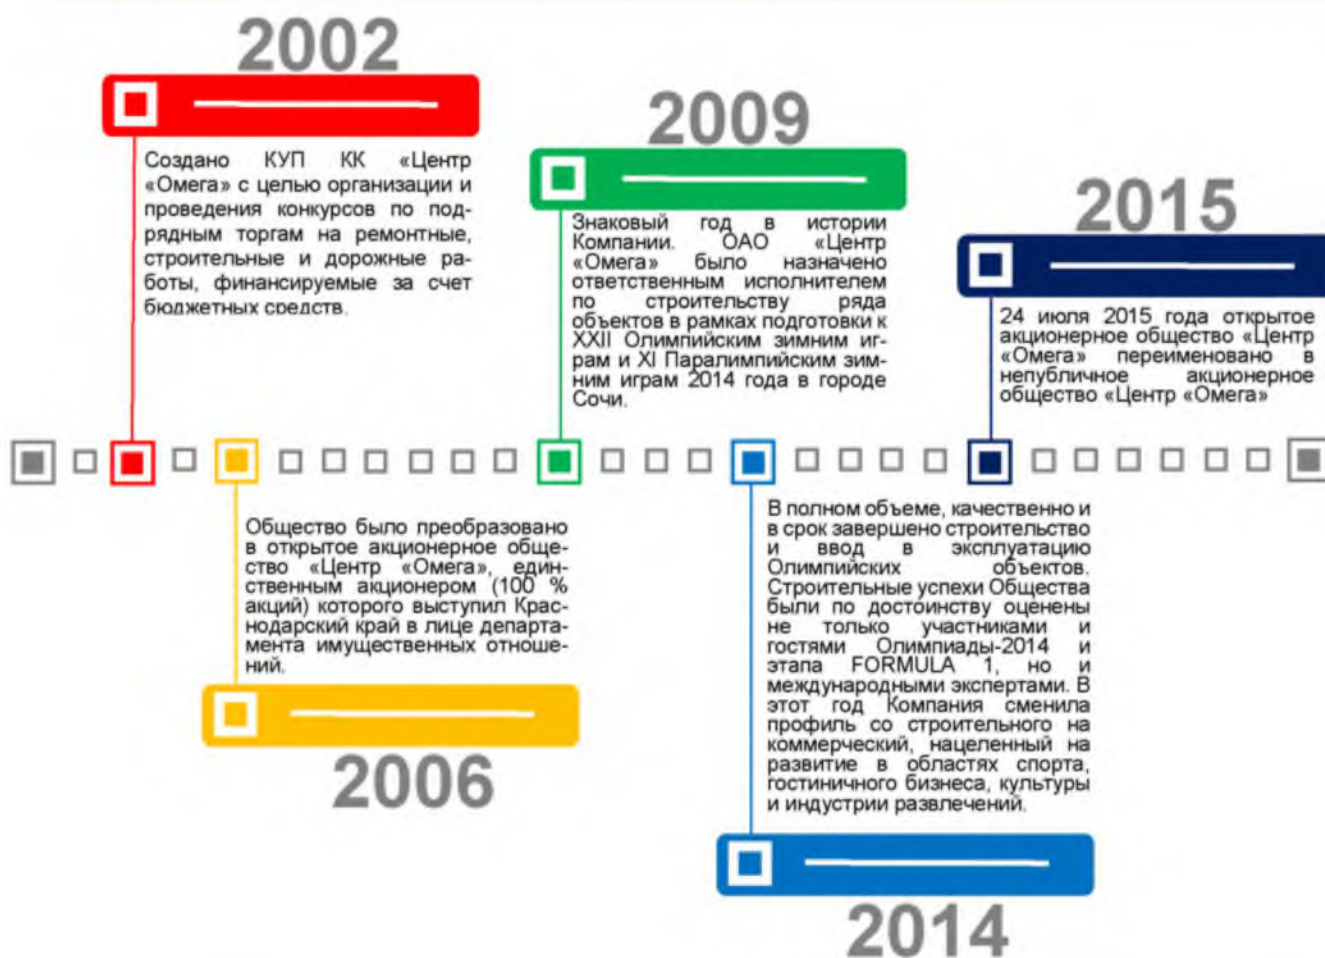 2002
Создано КУП КК «Центр
«Омега» с целью организации и
проведения конкурсов по под-
рядным торгам на ремонтные,
строительные и дорожные ра-
боты, финансируемые за счет
бюджетных средств.
2009
Знаковый год в истории
Компании. ОАО «Центр
«Омега» было назначено
ответственным исполнителем
по строительству ряда
объектов в рамках подготовки к
XXII Олимпийским зимним иг-
рам и XI Паралимпийским зим-
ним играм 2014 года в городе
Сочи.
2015
24 июля 2015 года открытое
акционерное общество «Центр
«Омега» переименовано в
непубличное акционерное
общество «Центр «Омега»
Общество было преобразовано
в открытое акционерное обще-
ство «Центр «Омега», един-
ственным акционером (100 %
акций) которого выступил Крас-
нодарский край в лице департа-
мента имущественных отноше-
ний.
2006
В полном объеме, качественно и
в срок завершено строительство
и ввод в эксплуатацию
Олимпийских объектов.
Строительные успехи Общества
были по достоинству оценены
не только участниками и
гостями Олимпиады-2014 и
этапа FORMULA 1, но и
международными экспертами. В
этот год Компания сменила
профиль со строительного на
коммерческий, нацеленный на
развитие в областях спорта,
гостиничного бизнеса, культуры
и индустрии развлечений.
2014